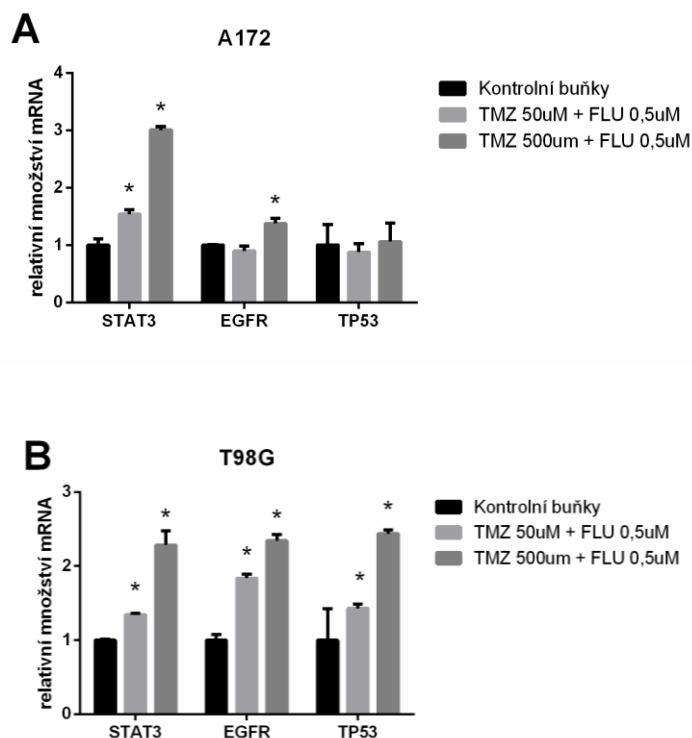 A
A172
relativní množství mRNA
4
3
2
1
0
*
*
*
STAT3
EGFR
TP53
Kontrolní buňky
TMZ 50uM + FLU 0,5uM
TMZ 500um + FLU 0,5uM
B
T98G
relativní množství mRNA
3
2
1
0
*
*
*
*
*
*
STAT3
EGFR
TP53
Kontrolní buňky
TMZ 50uM + FLU 0,5uM
TMZ 500um + FLU 0,5uM